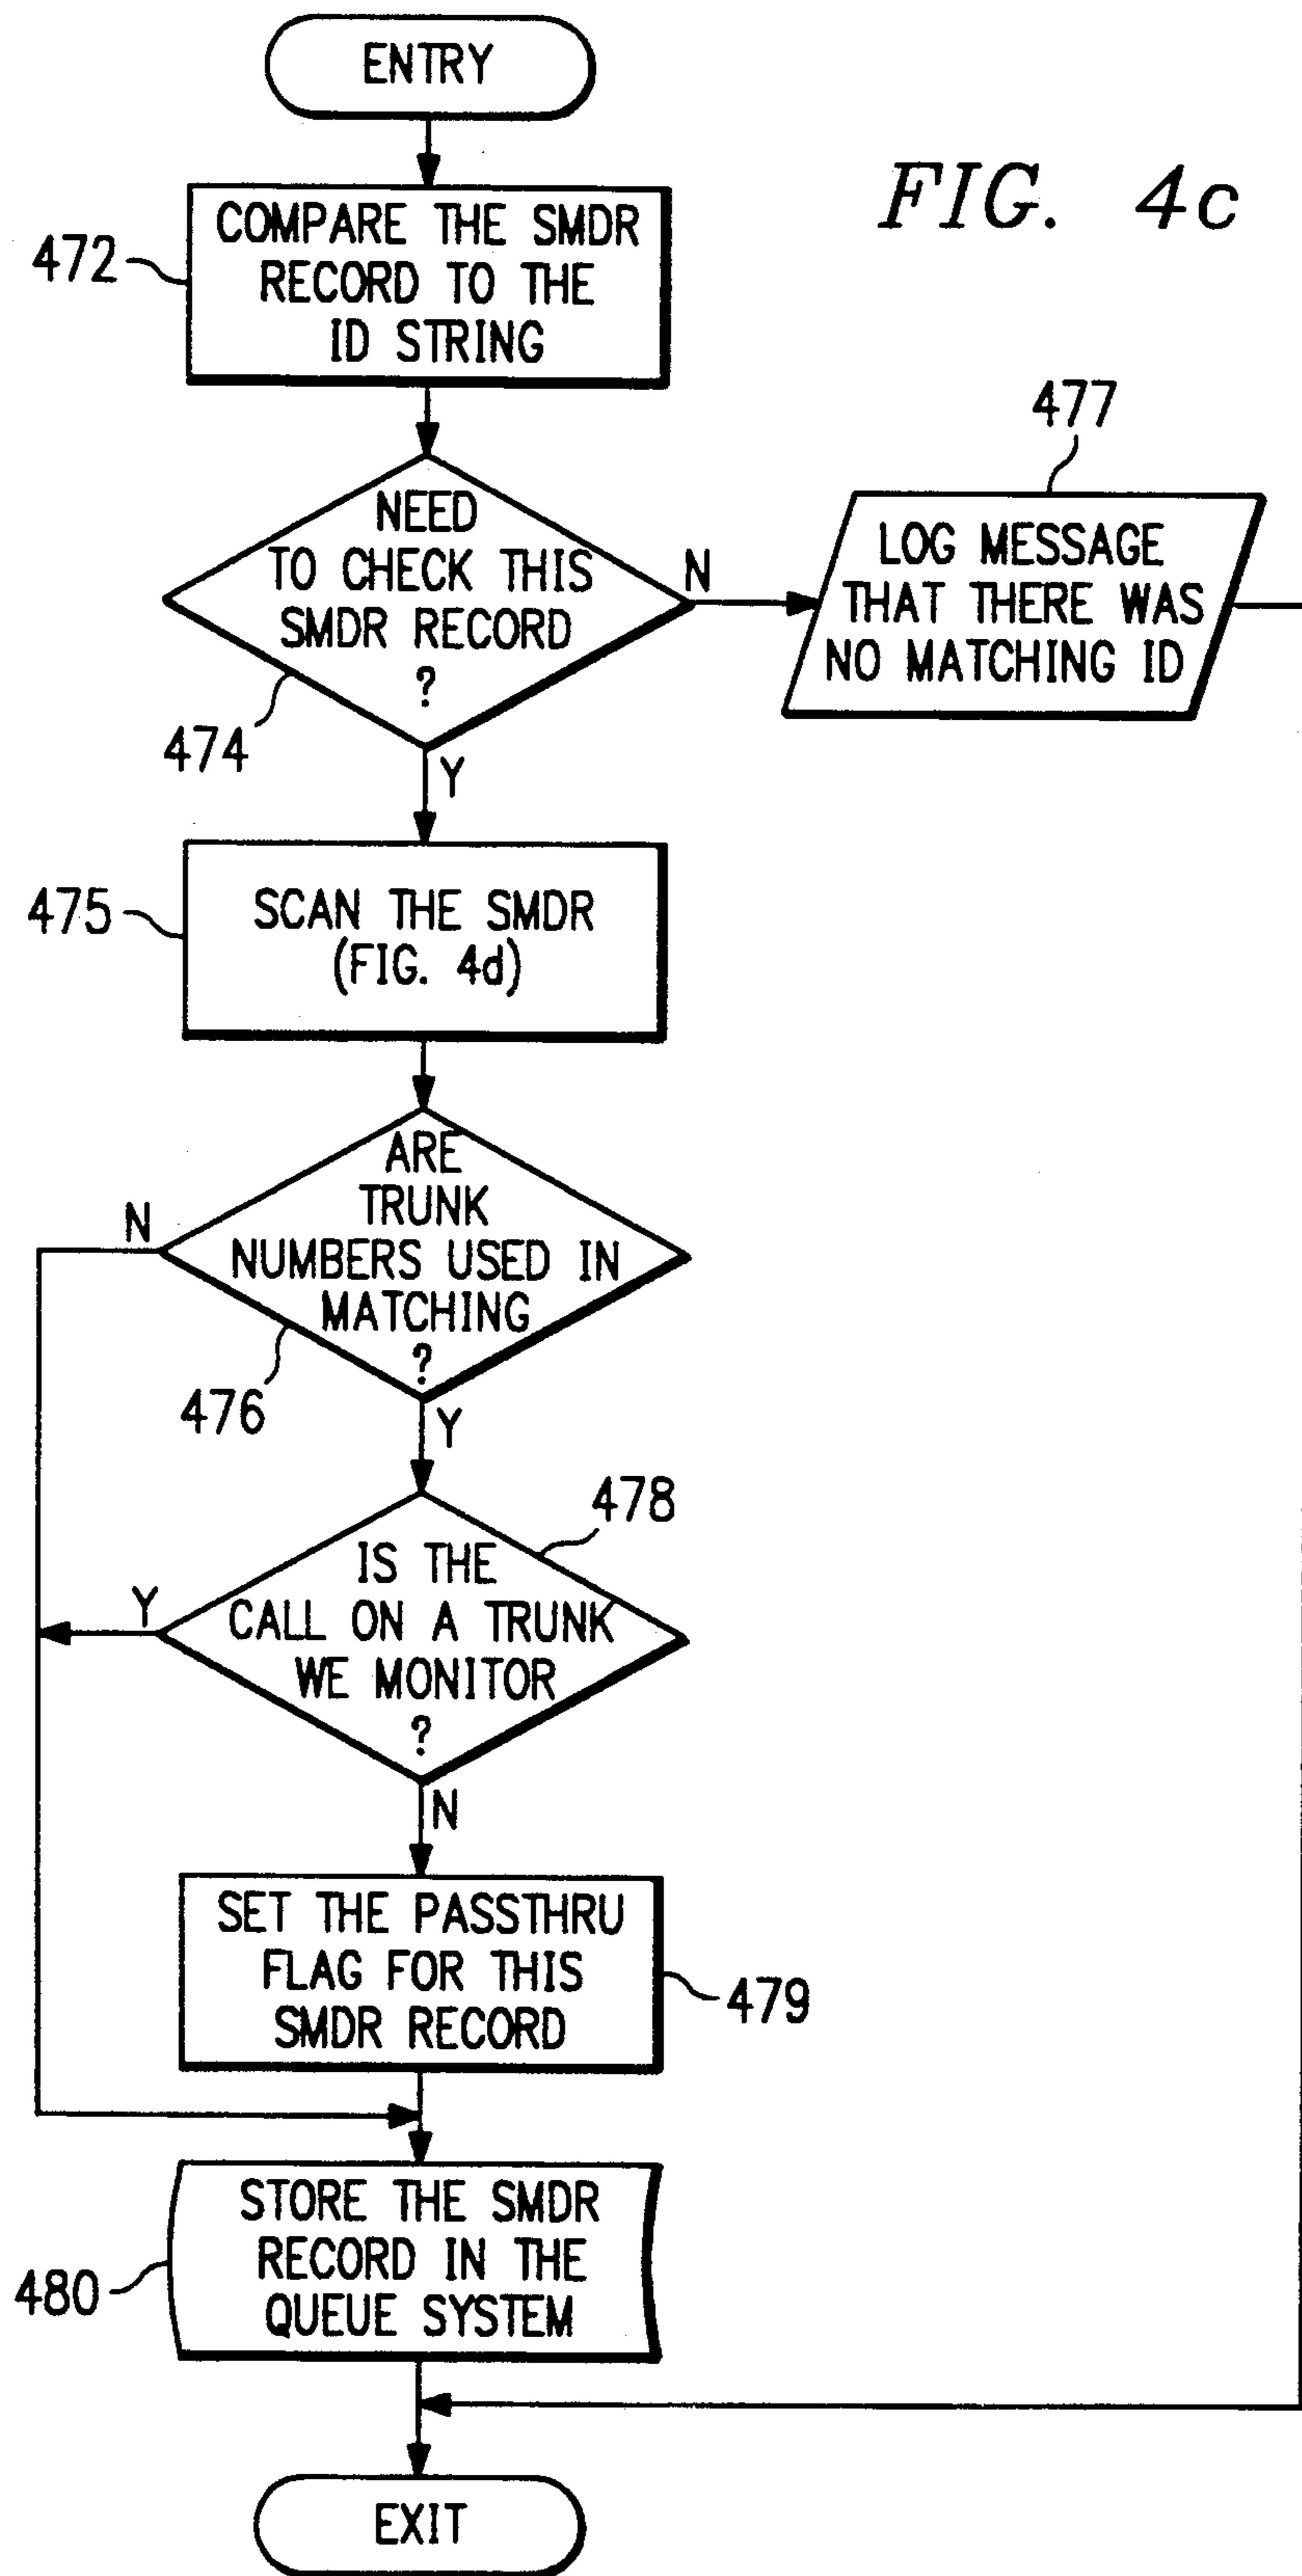 ENTRY
FIG. 4c
COMPARE THE SMDR
RECORD TO THE
ID STRING
472
477
NEED
TO CHECK THIS
SMDR RECORD
?
N
474
Y
LOG MESSAGE
THAT THERE WAS
NO MATCHING ID
SCAN THE SMDR
(FIG. 4d)
475
ARE
TRUNK
NUMBERS USED IN
MATCHING
?
N
476
Y
478
IS THE
CALL ON A TRUNK
WE MONITOR
?
Y
N
SET THE PASSTHRU
FLAG FOR THIS
SMDR RECORD
479
STORE THE SMDR
RECORD IN THE
QUEUE SYSTEM
480
EXIT